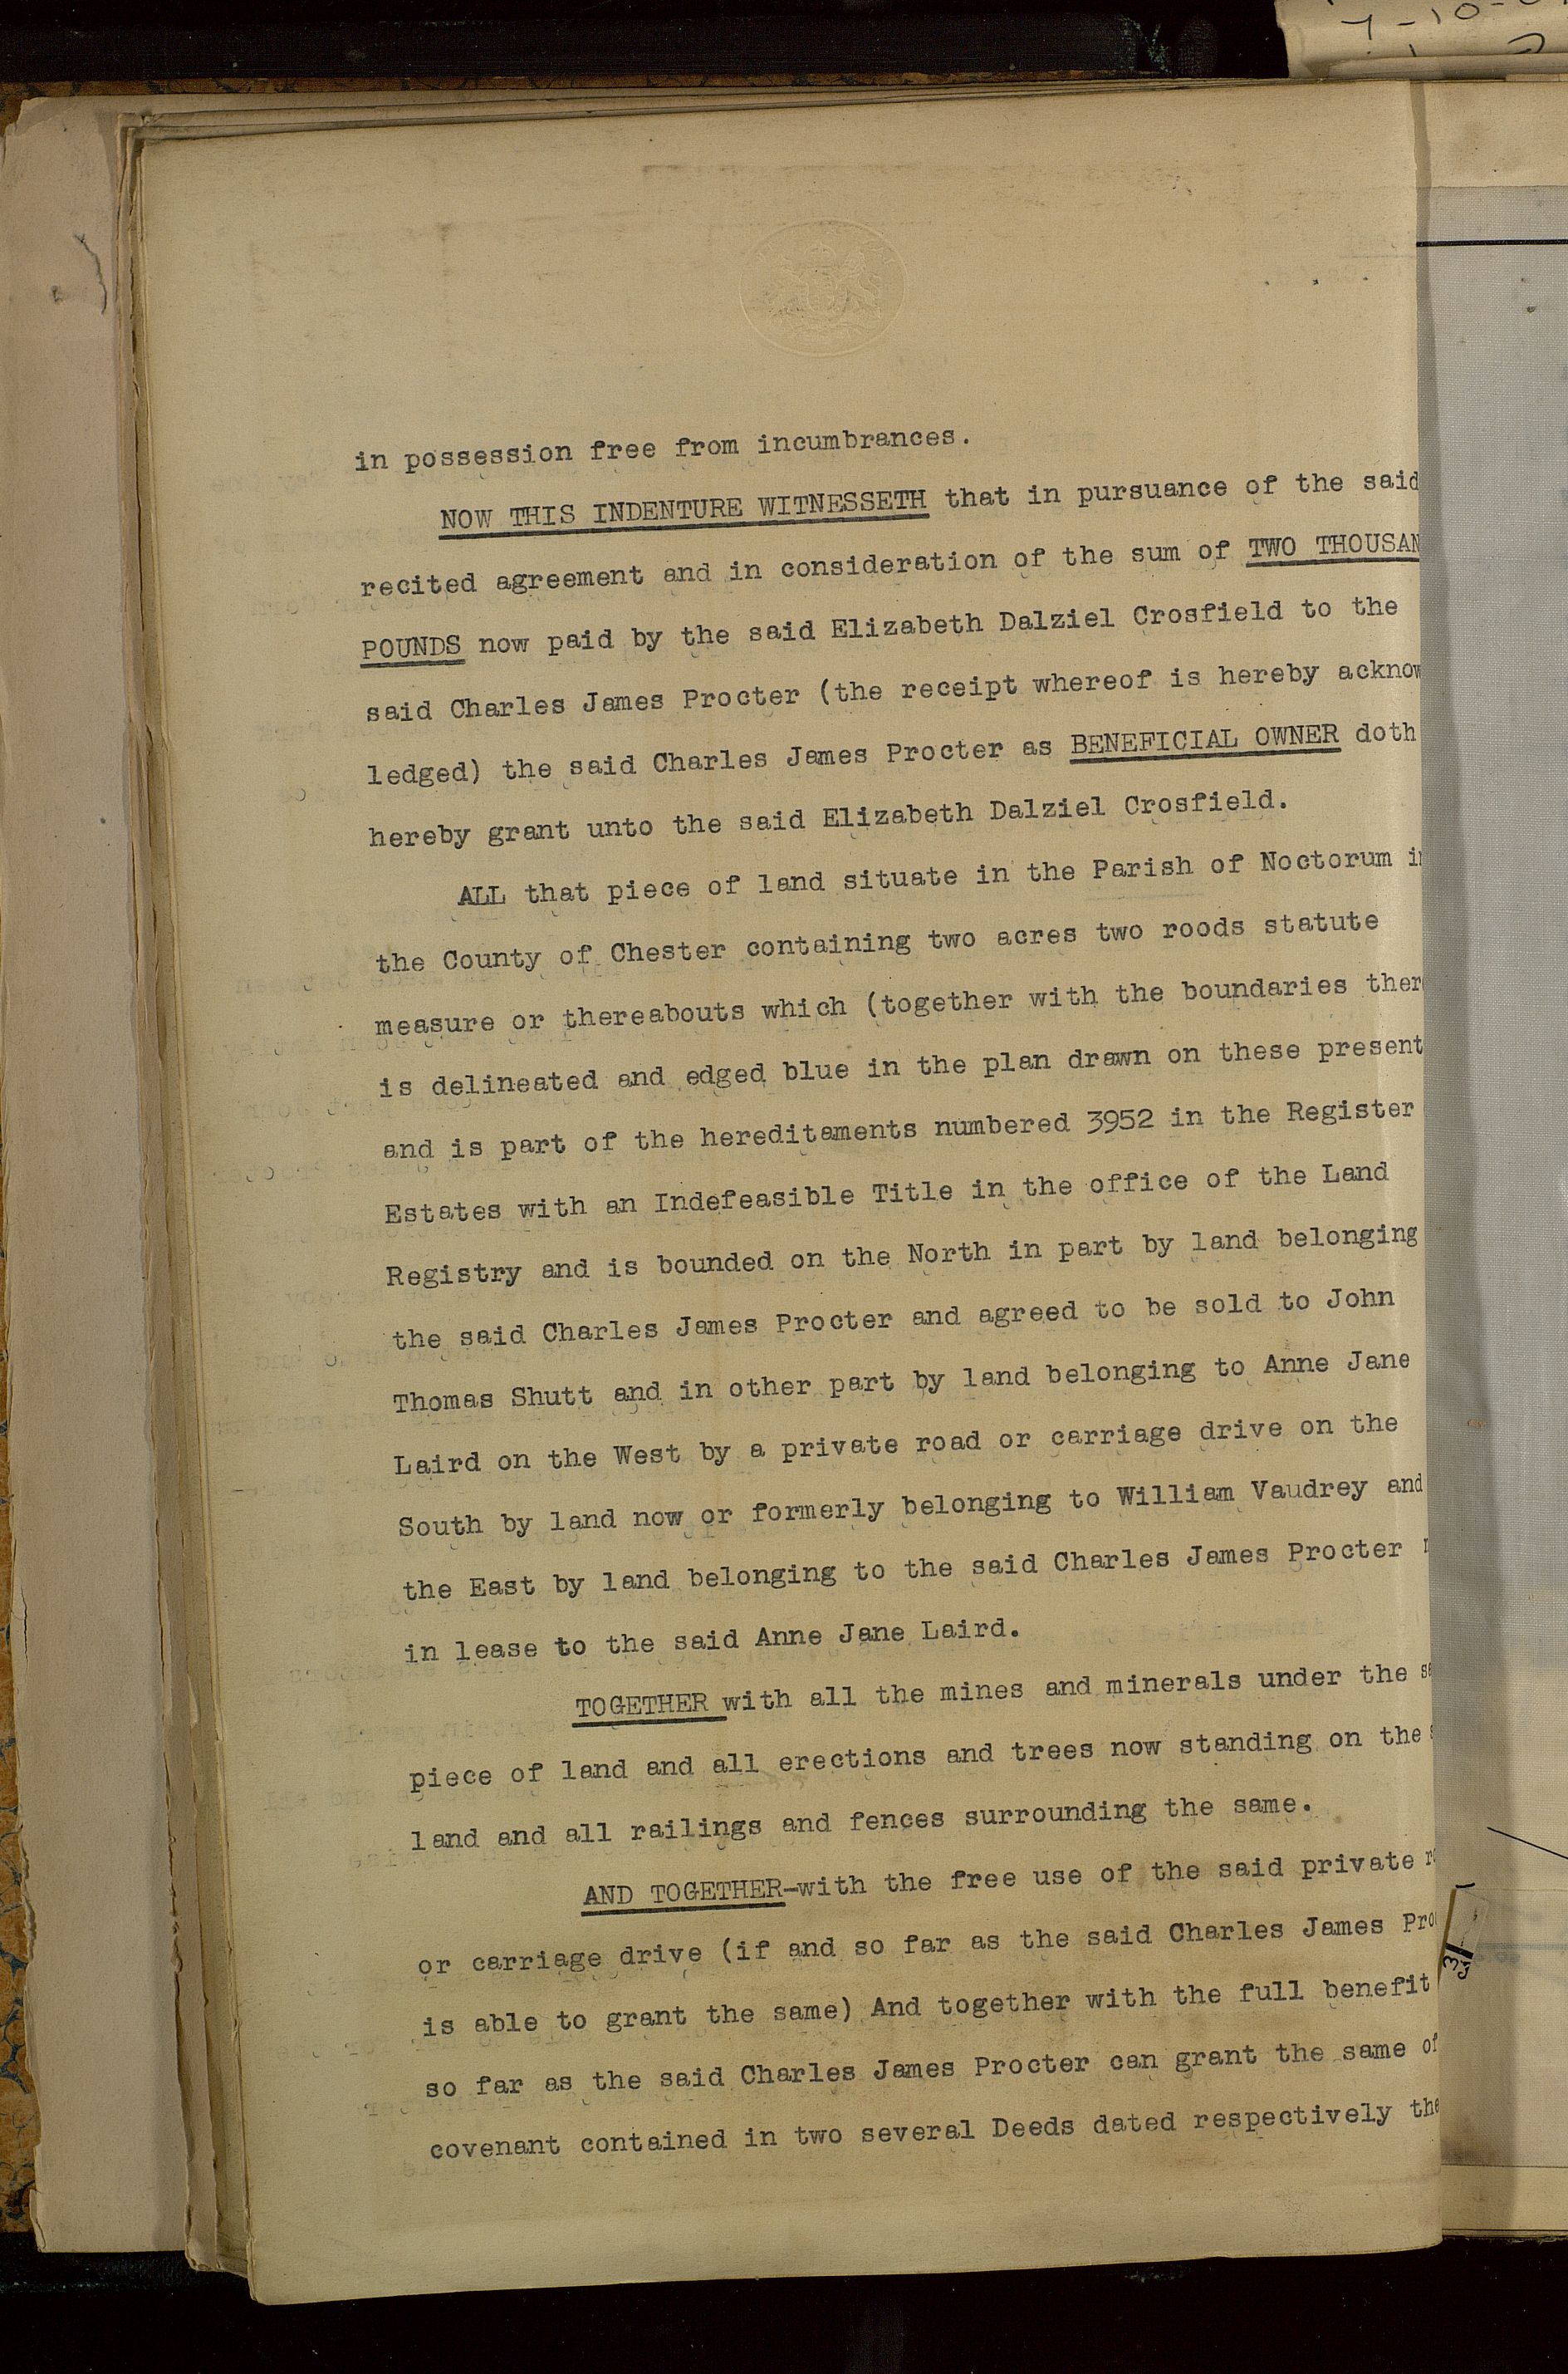 in possession free from incumbrances.
NOW THIS INDENTURE WITNESSETH that in pursuance of the said
recited agreement and in consideration of the sum of TWO THOUSAN
POUNDS now paid by the said Elizabeth Dalziel Crosfield to the
said Charles James Procter (the receipt whereof is hereby acknow
ledged) the said Charles James Procter as BENEFICIAL OWNER doth
hereby grant unto the said Elizabeth Dalziel Crosfield.
ALL that piece of land situate in the Parish of Noctorum in
the County of Chester containing two acres two roods statute
measure or thereabouts which (together with the boundaries there
is delineated and edged blue in the plan drawn on these present
and is part of the hereditaments numbered 3952 in the Register
Estates with an Indefeasible Title in the office of the Land
Registry and is bounded on the North in part by land belonging
the said Charles James Procter and agreed to be sold to John
Thomas Shutt and in other part by land belonging to Anne Jane
Laird on the West by a private road or carriage drive on the
South by land now or formerly belonging to William Vaudrey and
the East by land belonging to the said Charles James Procter
in lease to the said Anne Jane Laird.
TOGETHER with all the mines and minerals under the
piece of land and all erections and trees now standing on the
land and all railings and fences surrounding the same.
AND TOGETHER-with the free use of the said private
or carriage drive (if and so far as the said Charles James Pro
is able to grant the same) And together with the full benefit
so far as the said Charles James Procter can grant the same of
covenant contained in two several Deeds dated respectively the